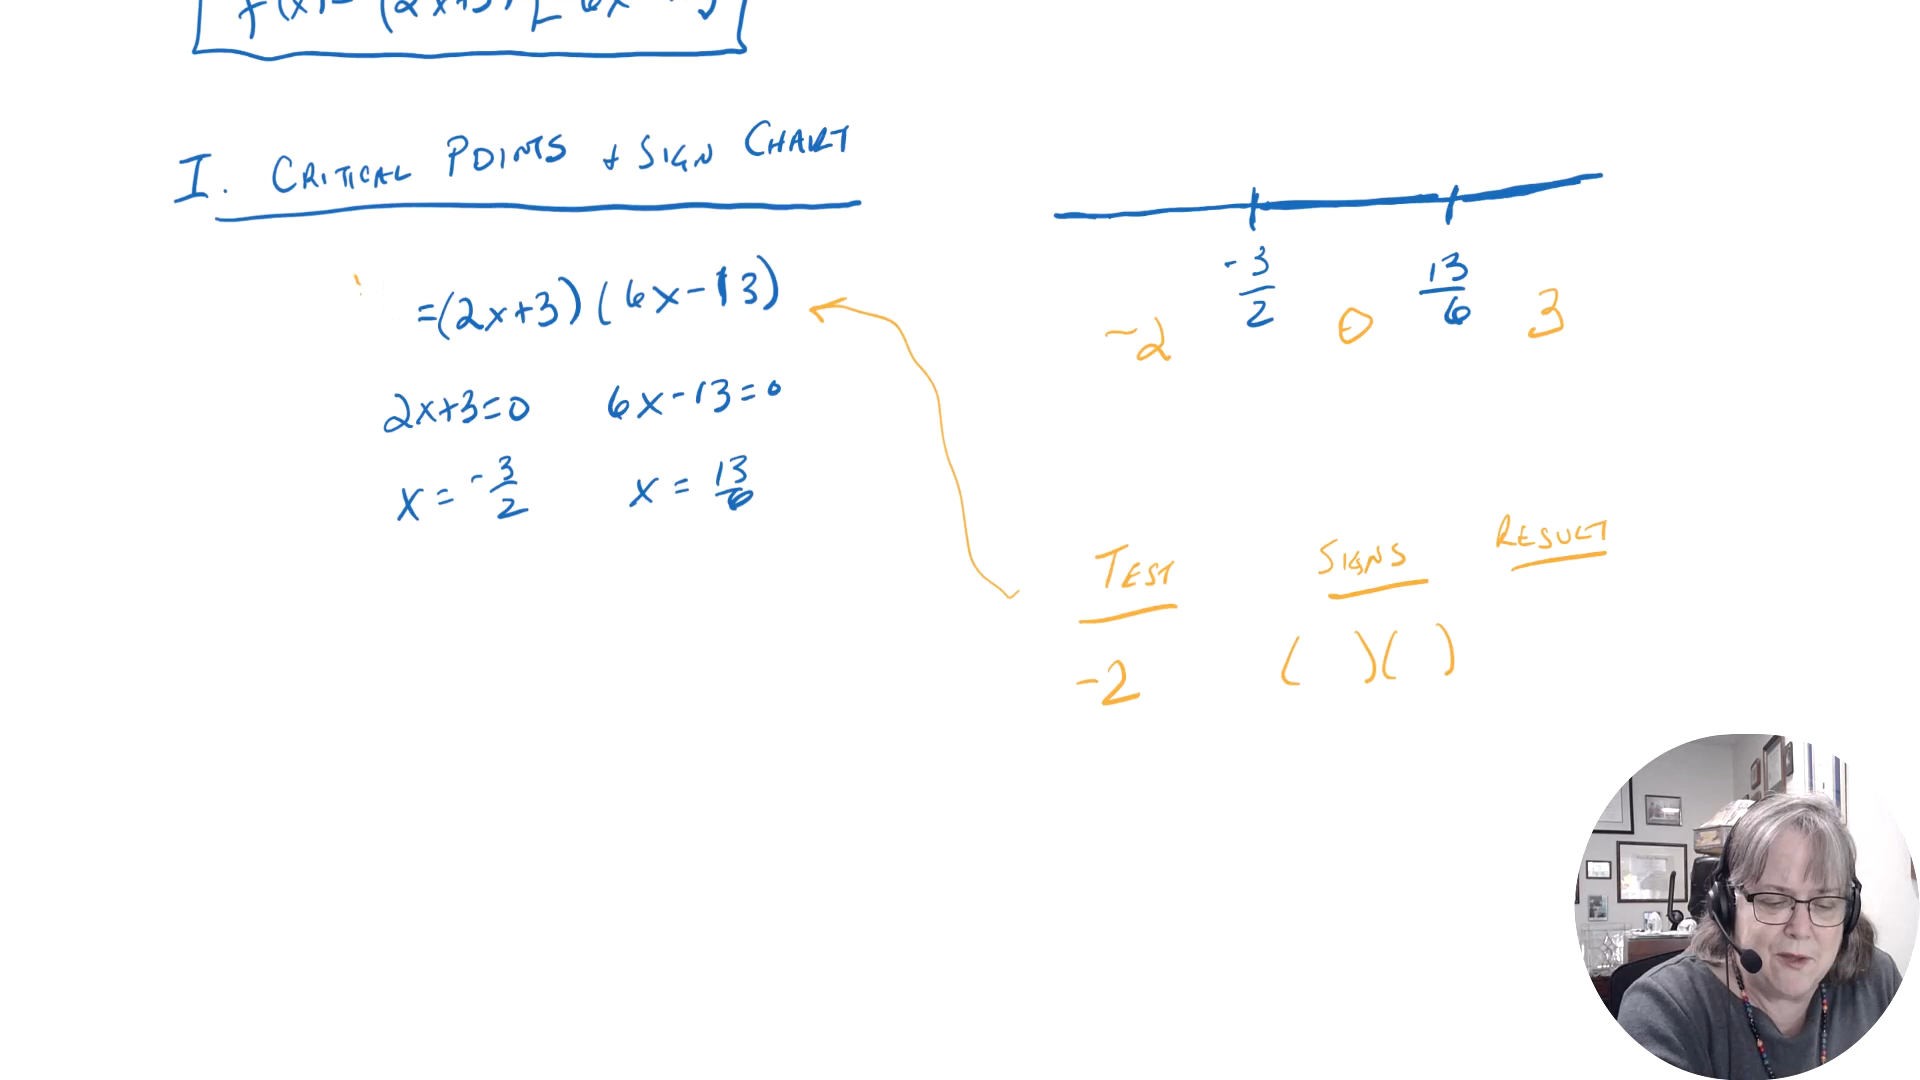 I. CRITICAL POINTS + SIGN CHART
=(2x+3)(6x-13)
2x+3=0 6x-13=0
x = -3/2 x = 13/6
-3/2 13/6
-2 0 3
TEST SIGNS RESULT
-2 ( )( )